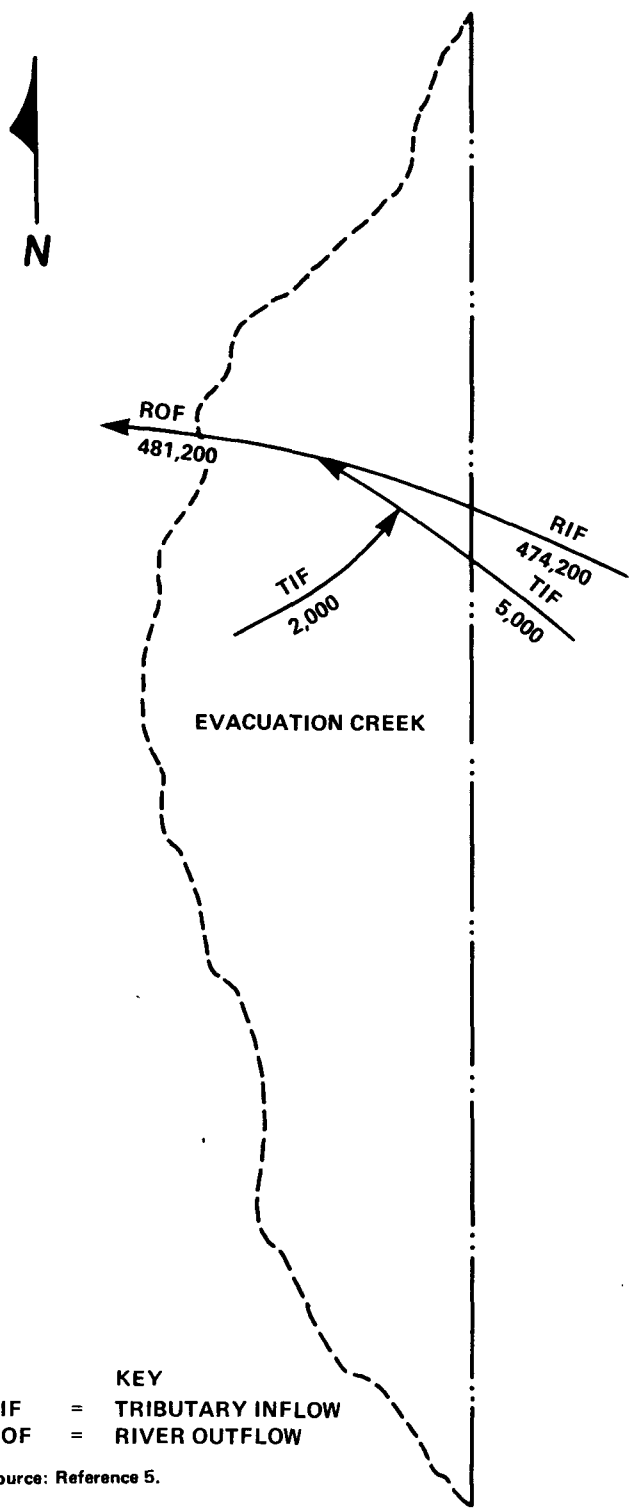 N
ROF
481,200
RIF
474,200
TIF
5,000
TIF
2,000
EVACUATION CREEK
KEY
IF = TRIBUTARY INFLOW
OF = RIVER OUTFLOW
ource: Reference 5.